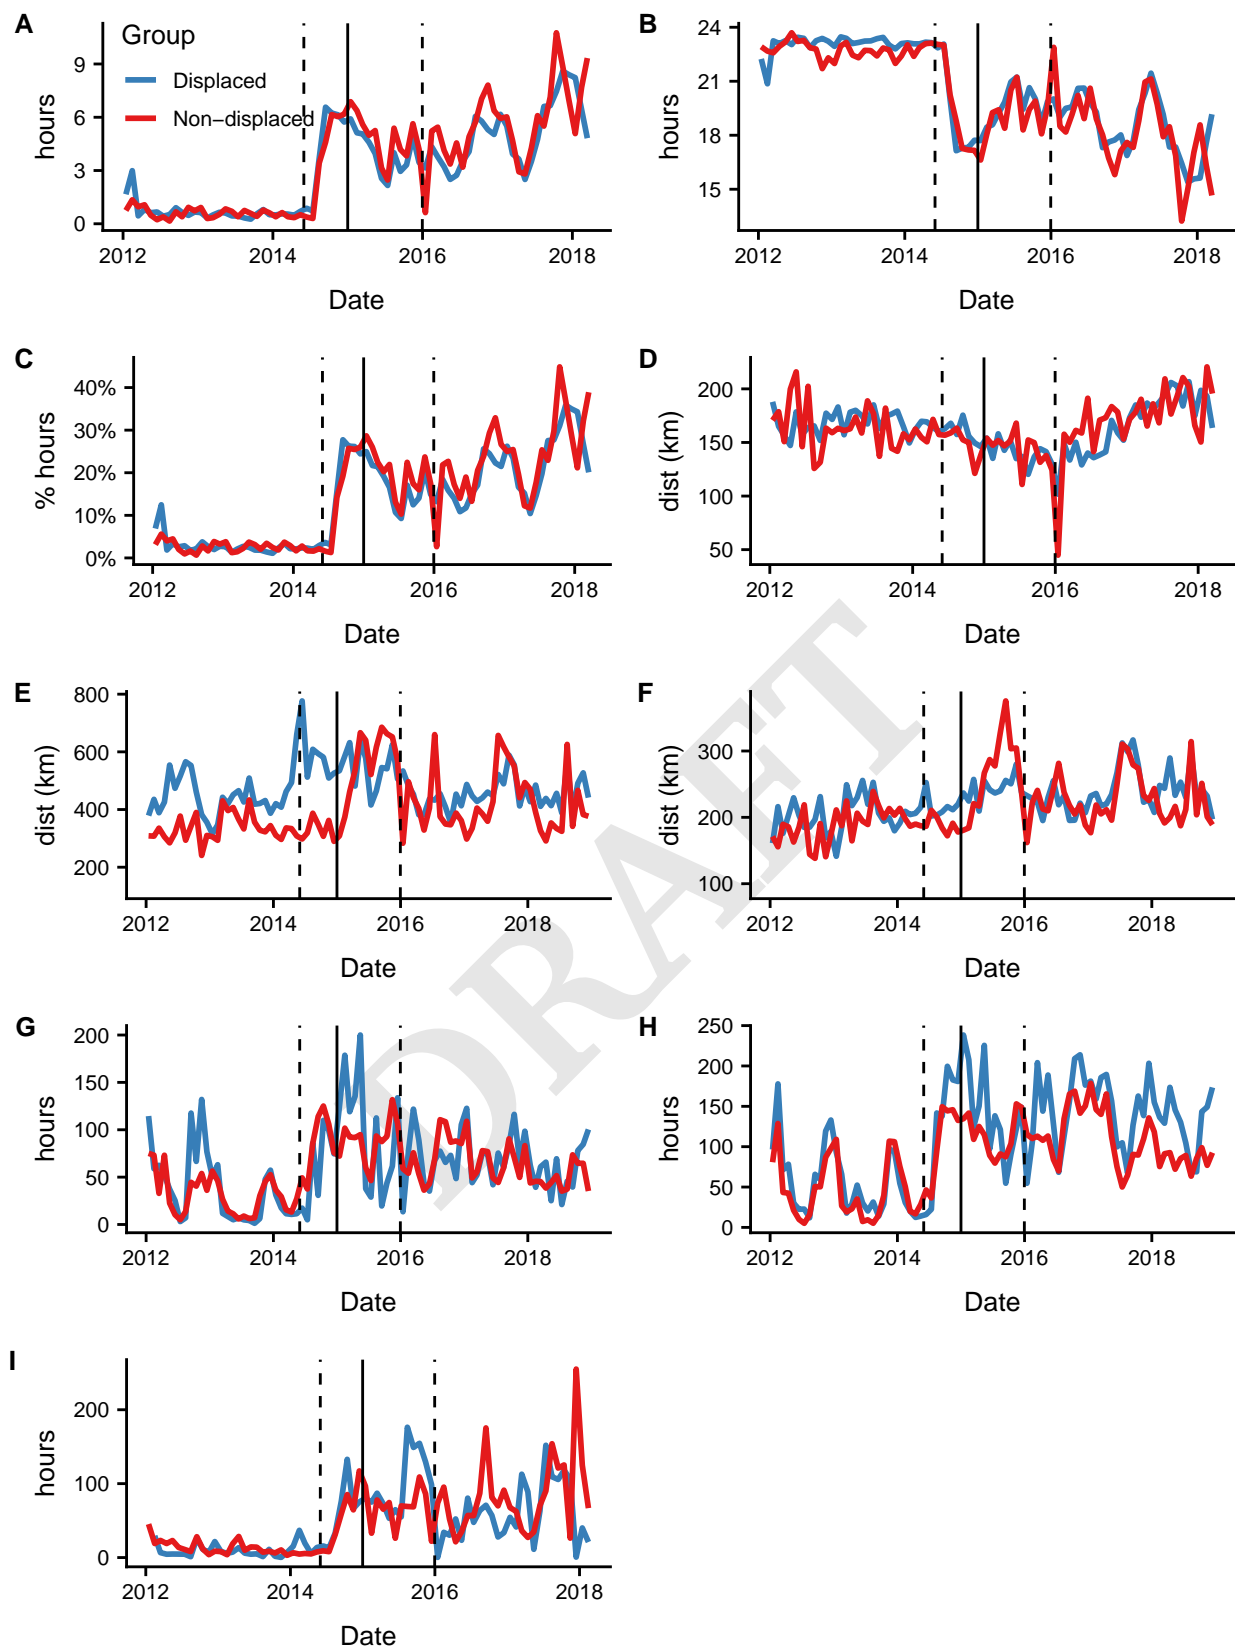 A
Group
Displaced
Non−displaced
hours
9
6
3
0
2012 2014 2016 2018
Date
B
hours
24
21
18
15
2012 2014 2016 2018
Date
C
% hours
40%
30%
20%
10%
0%
2012 2014 2016 2018
Date
D
dist (km)
200
150
100
50
2012 2014 2016 2018
Date
E
dist (km)
800
600
400
200
2012 2014 2016 2018
Date
F
dist (km)
300
200
100
2012 2014 2016 2018
Date
G
hours
200
150
100
50
0
2012 2014 2016 2018
Date
H
hours
250
200
150
100
50
0
2012 2014 2016 2018
Date
I
hours
200
100
0
2012 2014 2016 2018
Date
DRAFT